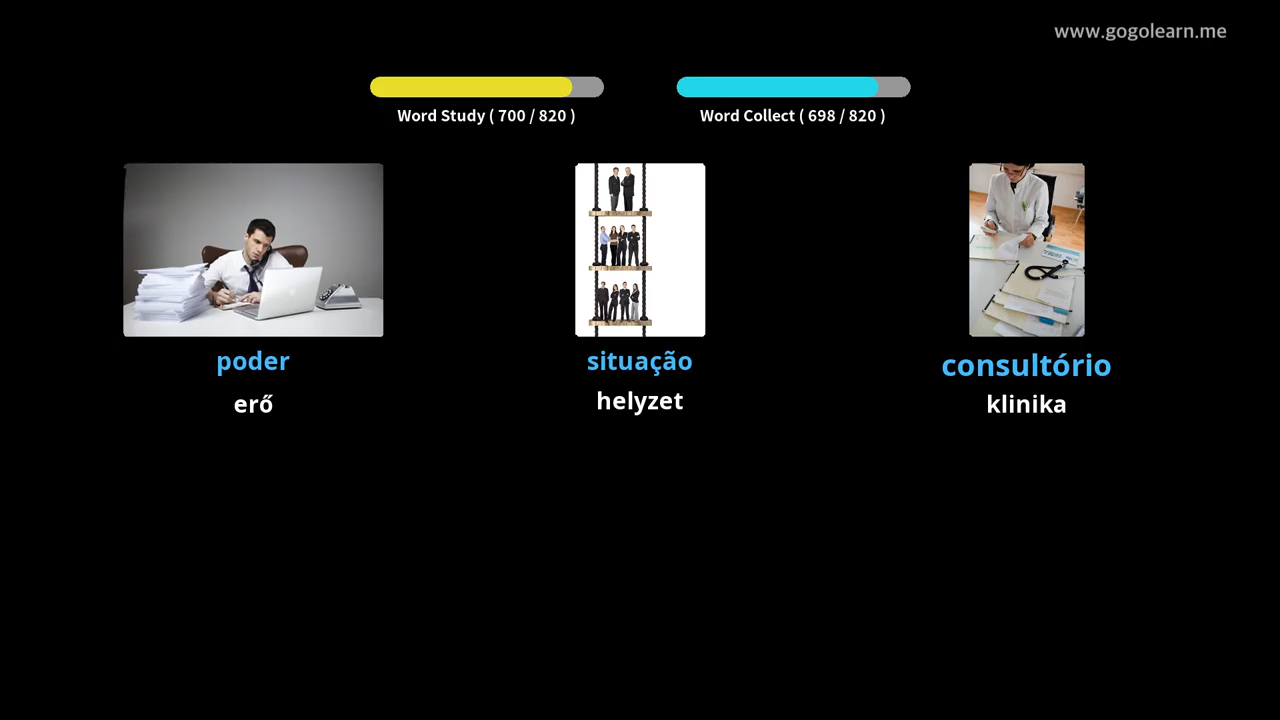 www.gogolearn.me
Word Study ( 700 / 820 )
Word Collect ( 698 / 820 )
poder
situação
consultório
erő
helyzet
klinika